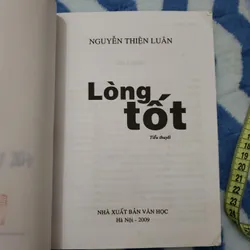 NGUYỄN THIỆN LUÂN
Lòng
tốt
Tiểu thuyết
NHÀ XUẤT BẢN VĂN HỌC
Hà Nội - 2009